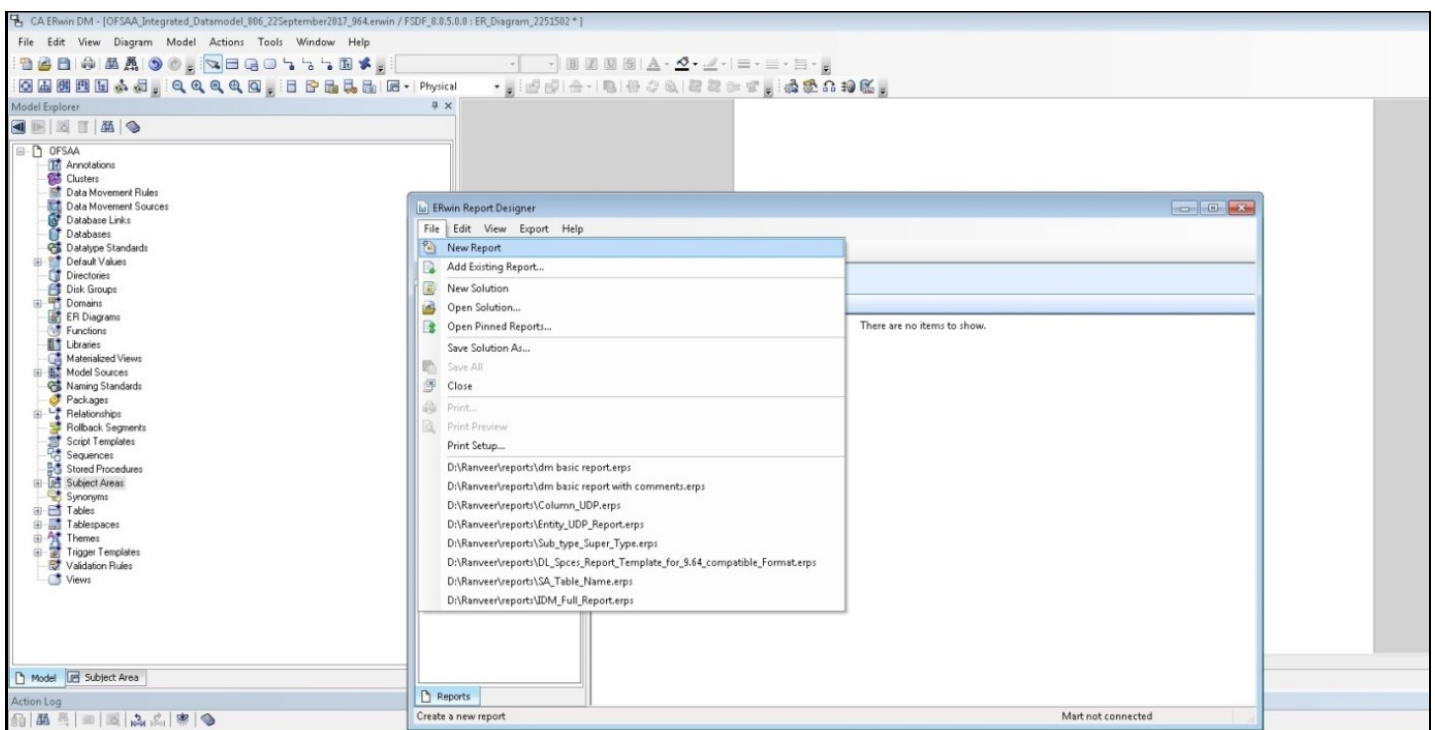 CA ERwin DM - [OFSAA_Integrated_Datamodel_806_22September2017_964.erwin / FSDF_8.0.5.0.0 : ER_Diagram_2251502 * ]
File Edit View Diagram Model Actions Tools Window Help
Physical
Model Explorer
OFSAA
Annotations
Clusters
Data Movement Rules
Data Movement Sources
Database Links
Databases
Datatype Standards
Default Values
Directories
Disk Groups
Domains
ER Diagrams
Functions
Libraries
Materialized Views
Model Sources
Naming Standards
Packages
Relationships
Rollback Segments
Script Templates
Sequences
Stored Procedures
Subject Areas
Synonyms
Tables
Tablespaces
Themes
Trigger Templates
Validation Rules
Views
Model Subject Area
Action Log
ERwin Report Designer
File Edit View Export Help
New Report
Add Existing Report...
New Solution
Open Solution...
Open Pinned Reports...
Save Solution As...
Save All
Close
Print...
Print Preview
Print Setup...
D:\Ranveer\reports\dm basic report.erps
D:\Ranveer\reports\dm basic report with comments.erps
D:\Ranveer\reports\Column_UDP.erps
D:\Ranveer\reports\Entity_UDP_Report.erps
D:\Ranveer\reports\Sub_type_Super_Type.erps
D:\Ranveer\reports\DL_Spces_Report_Template_for_9.64_compatible_Format.erps
D:\Ranveer\reports\SA_Table_Name.erps
D:\Ranveer\reports\IDM_Full_Report.erps
There are no items to show.
Reports
Create a new report
Mart not connected